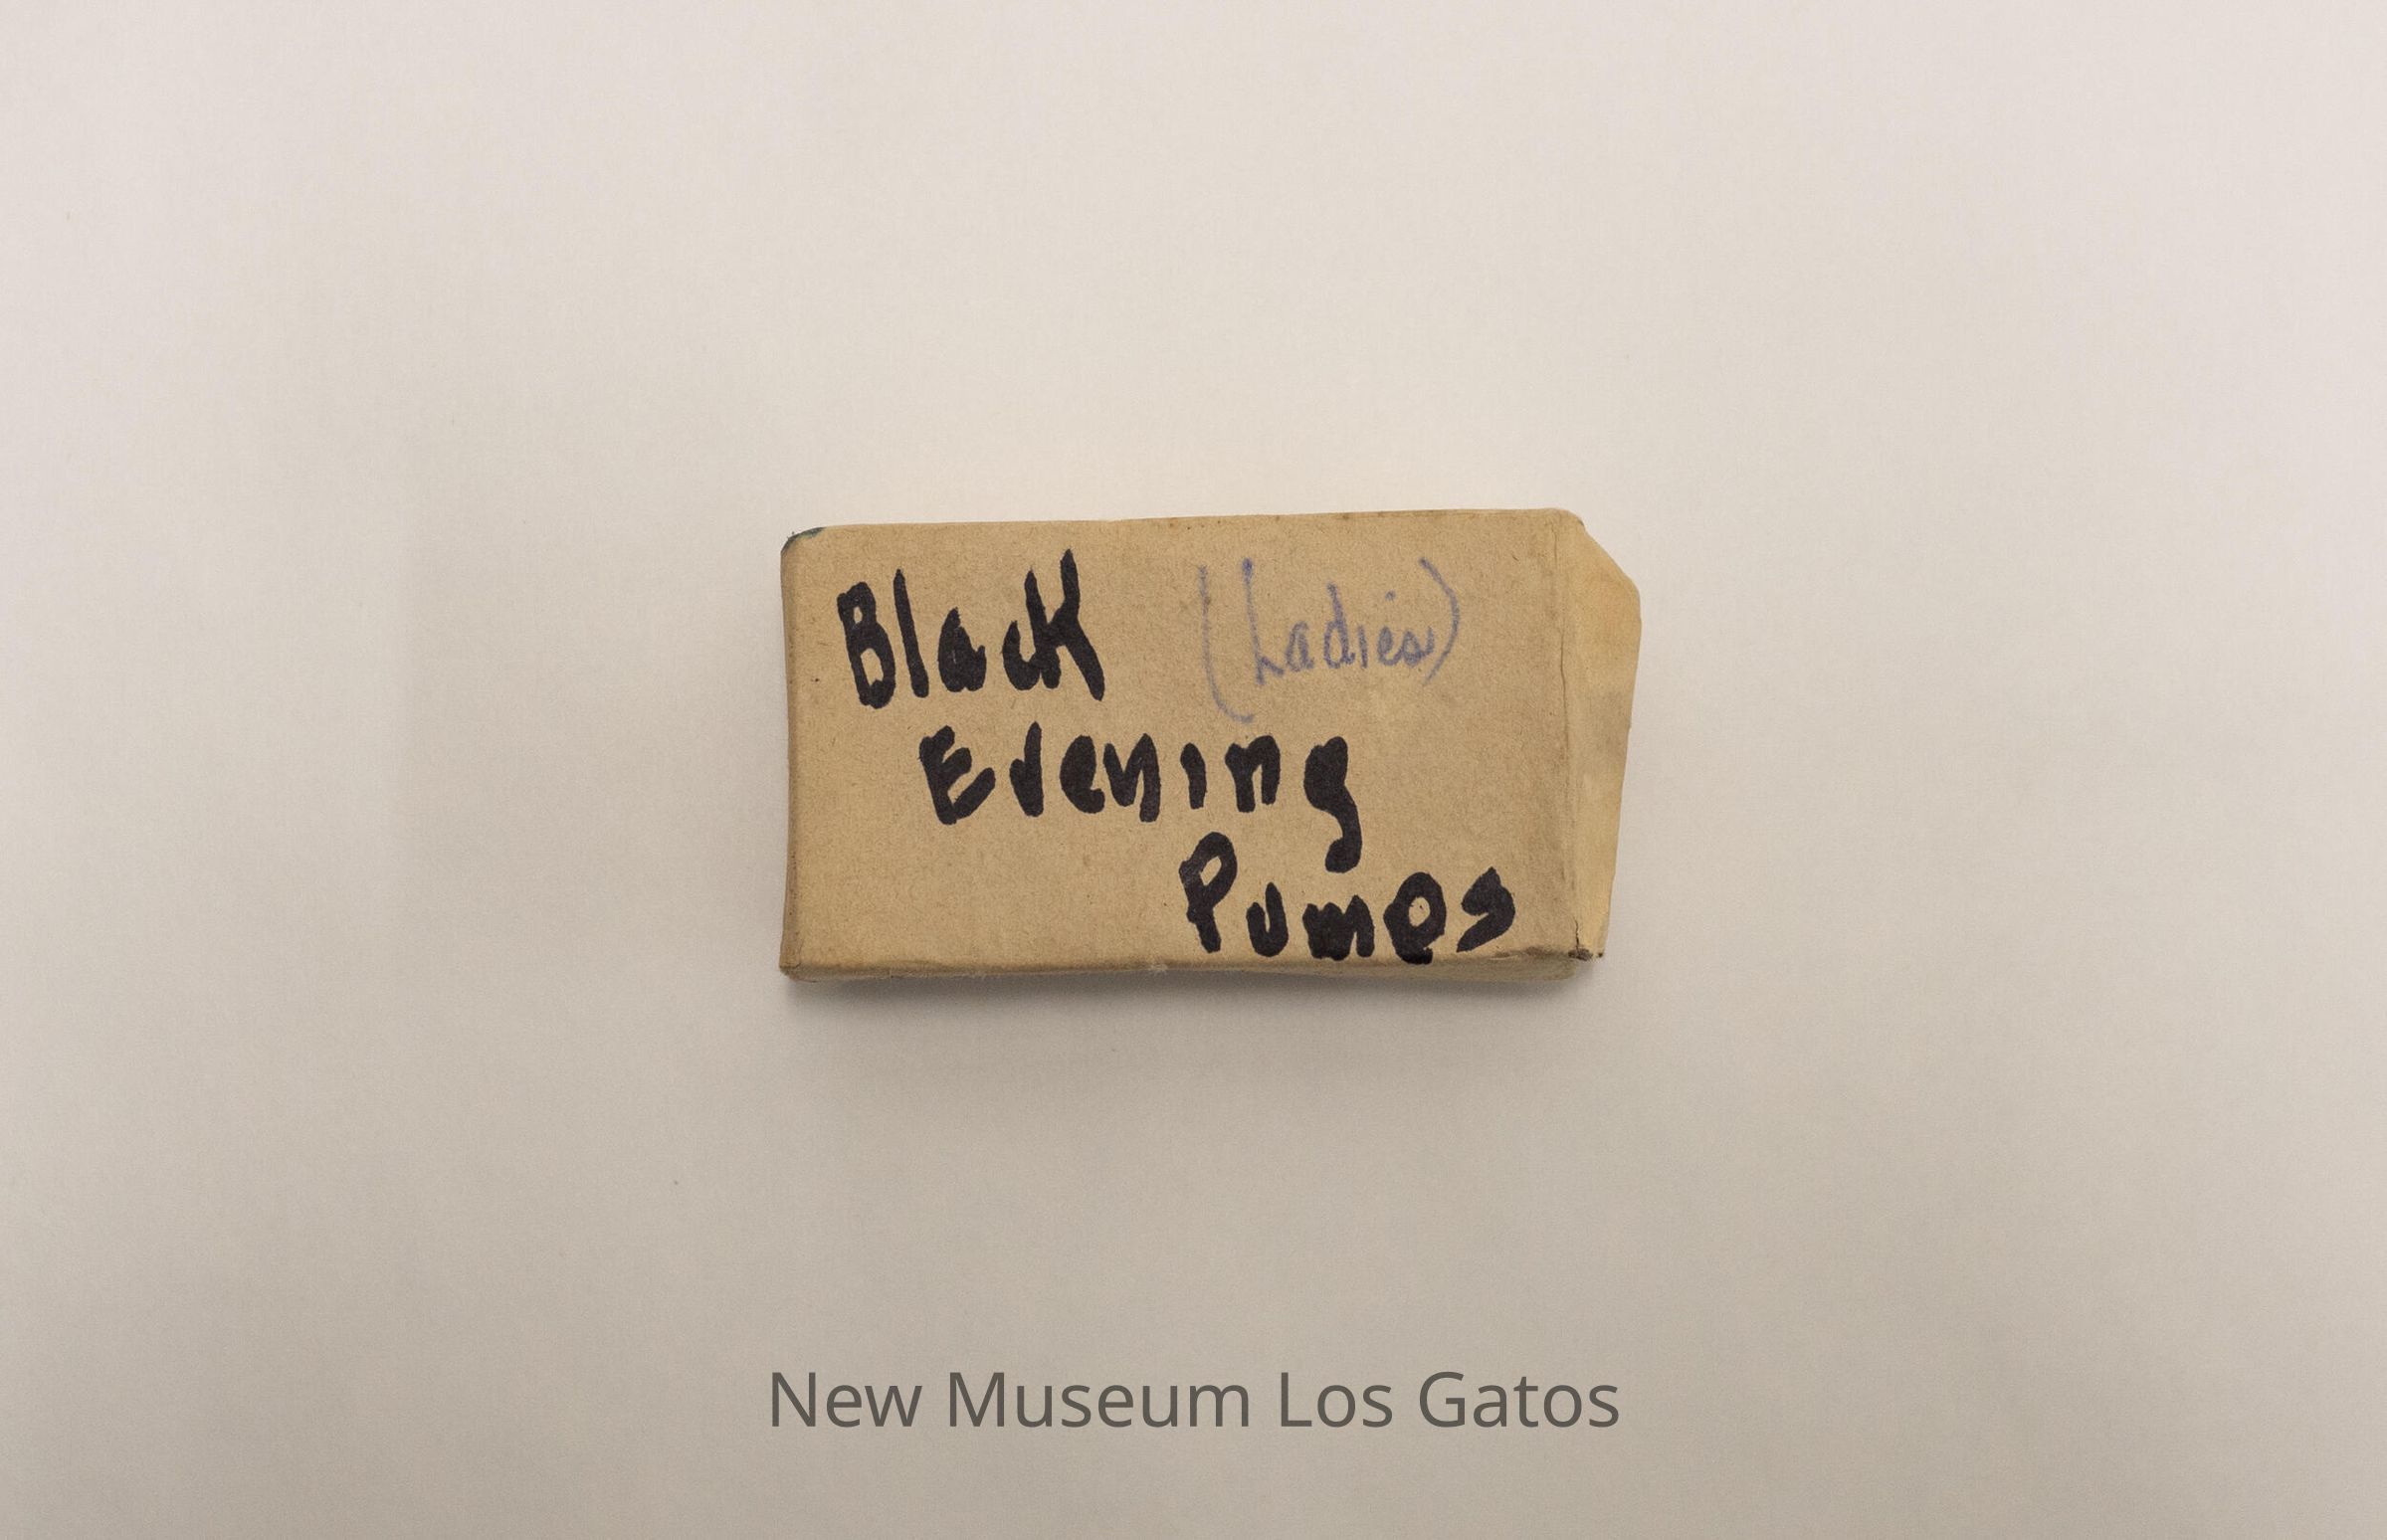 Black (Ladies)
Evening
Pumps
New Museum Los Gatos